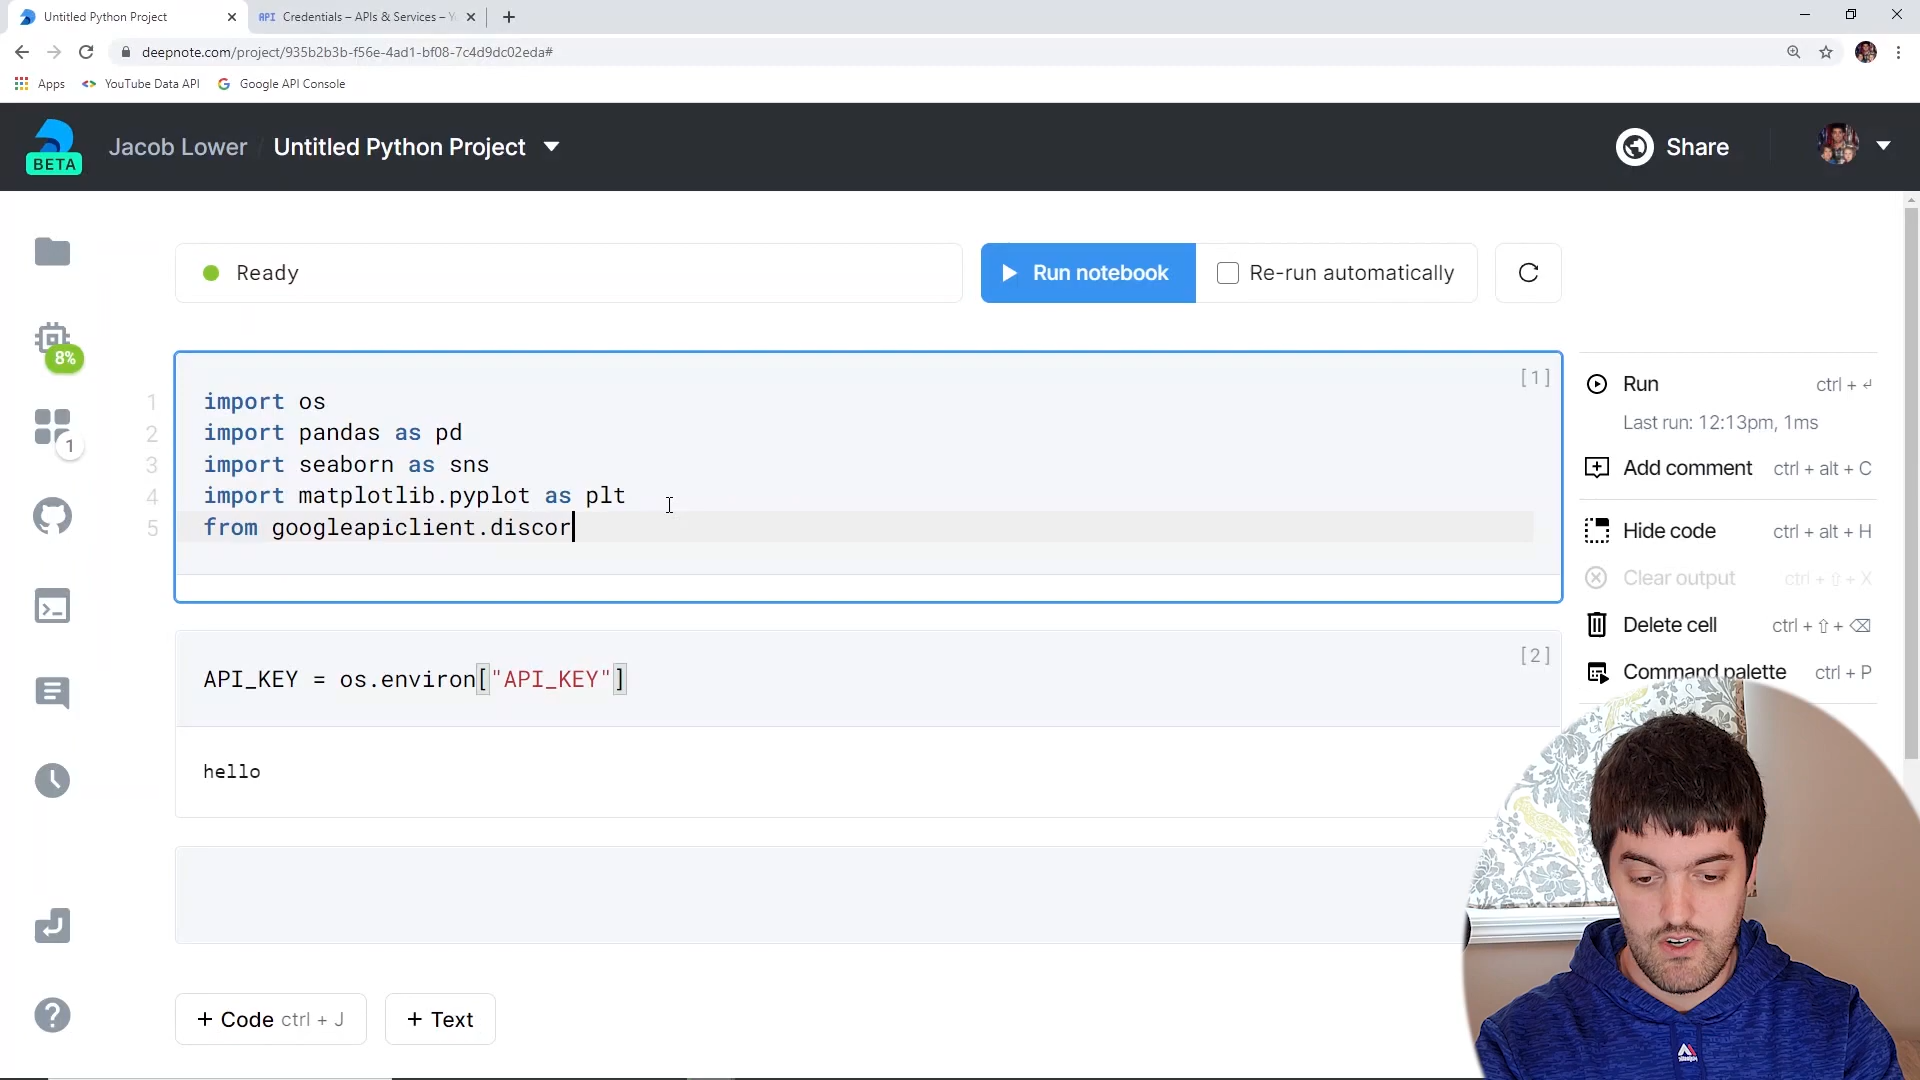 Untitled Python Project
API Credentials – APIs & Services – Yo
deepnote.com/project/935b2b3b-f56e-4ad1-bf08-7c4d9dc02eda#
Apps YouTube Data API Google API Console
BETA
Jacob Lower / Untitled Python Project
Share
Ready
Run notebook
Re-run automatically
8%
1
[1]
1 import os
2 import pandas as pd
3 import seaborn as sns
4 import matplotlib.pyplot as plt
5 from googleapiclient.discor
Run ctrl + ↵
Last run: 12:13pm, 1ms
Add comment ctrl + alt + C
Hide code ctrl + alt + H
Clear output ctrl + ⇧ + X
Delete cell ctrl + ⇧ + ⌫
Command palette ctrl + P
[2]
API_KEY = os.environ["API_KEY"]
hello
+ Code ctrl + J
+ Text